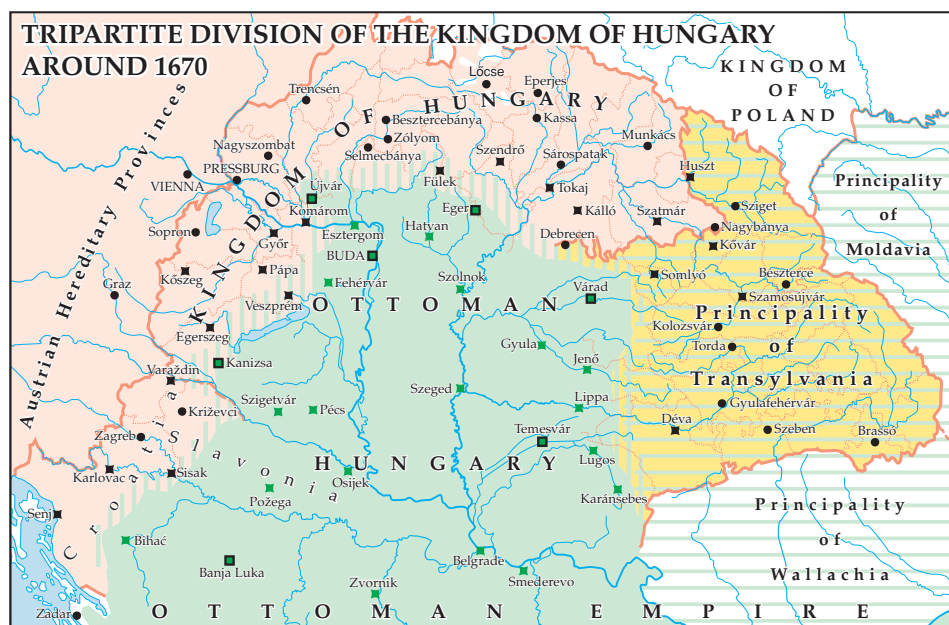 TRIPARTITE DIVISION OF THE KINGDOM OF HUNGARY
AROUND 1670
KINGDOM
OF
POLAND
KINGDOM OF HUNGARY
Austrian Hereditary Provinces
Principality
of
Moldavia
Lőcse
Eperjes
Trencsén
Kassa
Besztercebánya
Zólyom
Selmecbánya
Nagyszombat
Munkács
Szendrő
Sárospatak
PRESSBURG
VIENNA
Huszt
Újvár
Fülek
Tokaj
Komárom
Eger
Kálló
Szatmár
Sziget
Sopron
Győr
Esztergom
Hatvan
Debrecen
Nagybánya
Kővár
BUDA
Kőszeg
Pápa
Fehérvár
Szolnok
Somlyó
Bészterce
Graz
Várad
Szamosújvár
Veszprém
OTTOMAN
Principality
of
Transylvania
Egerszeg
Kolozsvár
Gyula
Torda
Kanizsa
Jenő
Varaždin
Szeged
Szigetvár
Pécs
Lippa
Gyulafehérvár
Križevci
Déva
Szeben
Brassó
Zagreb
Temesvár
Croatia
Slavonia
HUNGARY
Lugos
Karlovac
Sisak
Osijek
Požega
Karánsebes
Senj
Principality
of
Wallachia
Bihać
Belgrade
Banja Luka
Smederevo
Zvornik
Zadar
OTTOMAN EMPIRE